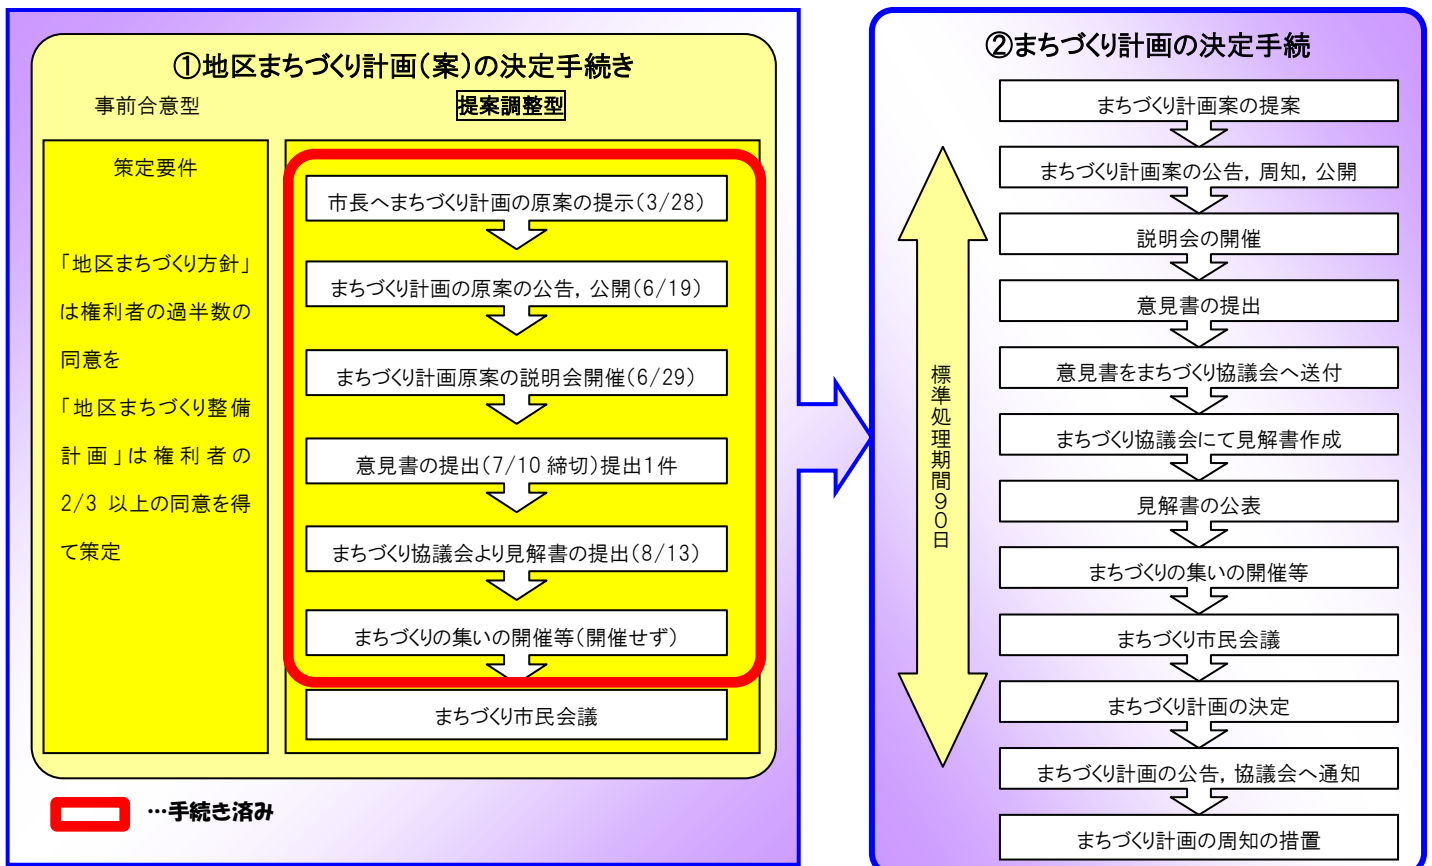 ①地区まちづくり計画(案)の決定手続き
事前合意型
提案調整型
策定要件
「地区まちづくり方針」
は権利者の過半数の
同意を
「地区まちづくり整備
計画」は権利者の
2/3 以上の同意を得
て策定
市長へまちづくり計画の原案の提示(3/28)
まちづくり計画の原案の公告，公開(6/19)
まちづくり計画原案の説明会開催(6/29)
意見書の提出(7/10 締切)提出1件
まちづくり協議会より見解書の提出(8/13)
まちづくりの集いの開催等(開催せず)
まちづくり市民会議
…手続き済み
②まちづくり計画の決定手続
標準処理期間９０日
まちづくり計画案の提案
まちづくり計画案の公告，周知，公開
説明会の開催
意見書の提出
意見書をまちづくり協議会へ送付
まちづくり協議会にて見解書作成
見解書の公表
まちづくりの集いの開催等
まちづくり市民会議
まちづくり計画の決定
まちづくり計画の公告，協議会へ通知
まちづくり計画の周知の措置